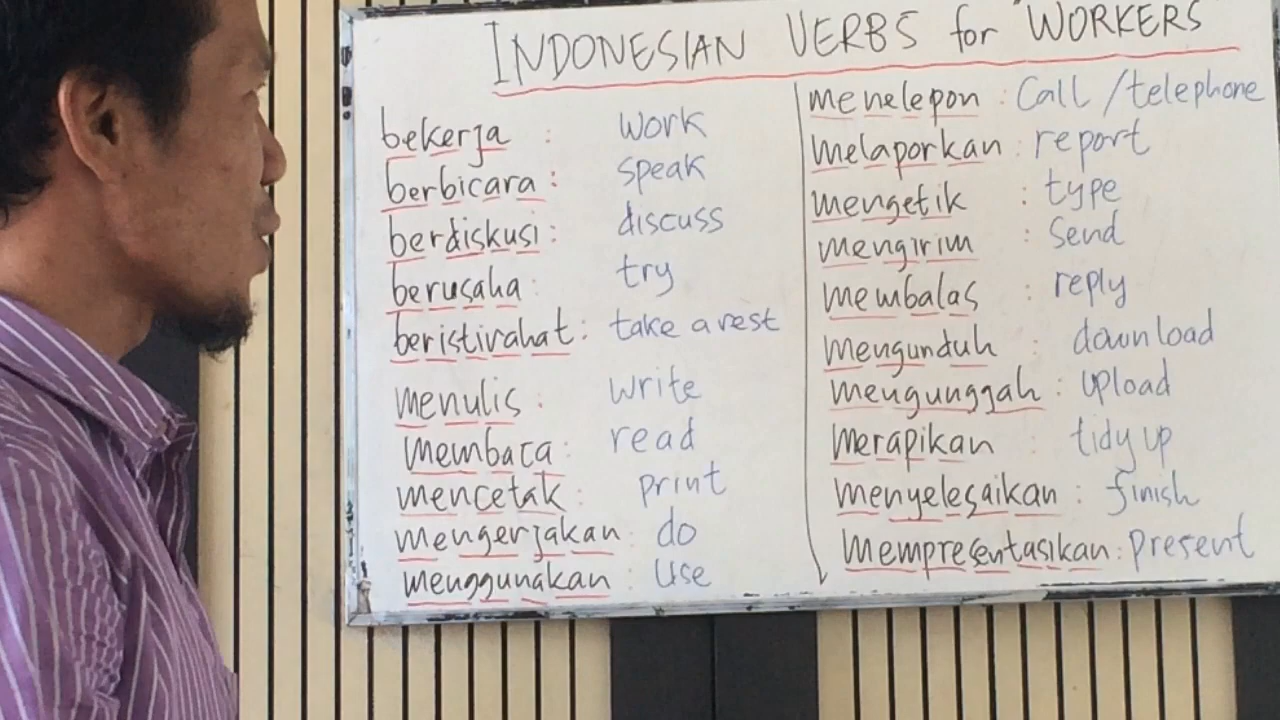 INDONESIAN VERBS for "WORKERS"
bekerja : work
berbicara : speak
berdiskusi : discuss
berusaha : try
beristirahat : take a rest
menulis : write
membaca : read
mencetak : print
mengerjakan : do
menggunakan : use
menelepon : Call / telephone
melaporkan : report
mengetik : type
mengirim : Send
membalas : reply
mengunduh : download
mengunggah : upload
merapikan : tidy up
menyelesaikan : finish
mempresentasikan : present